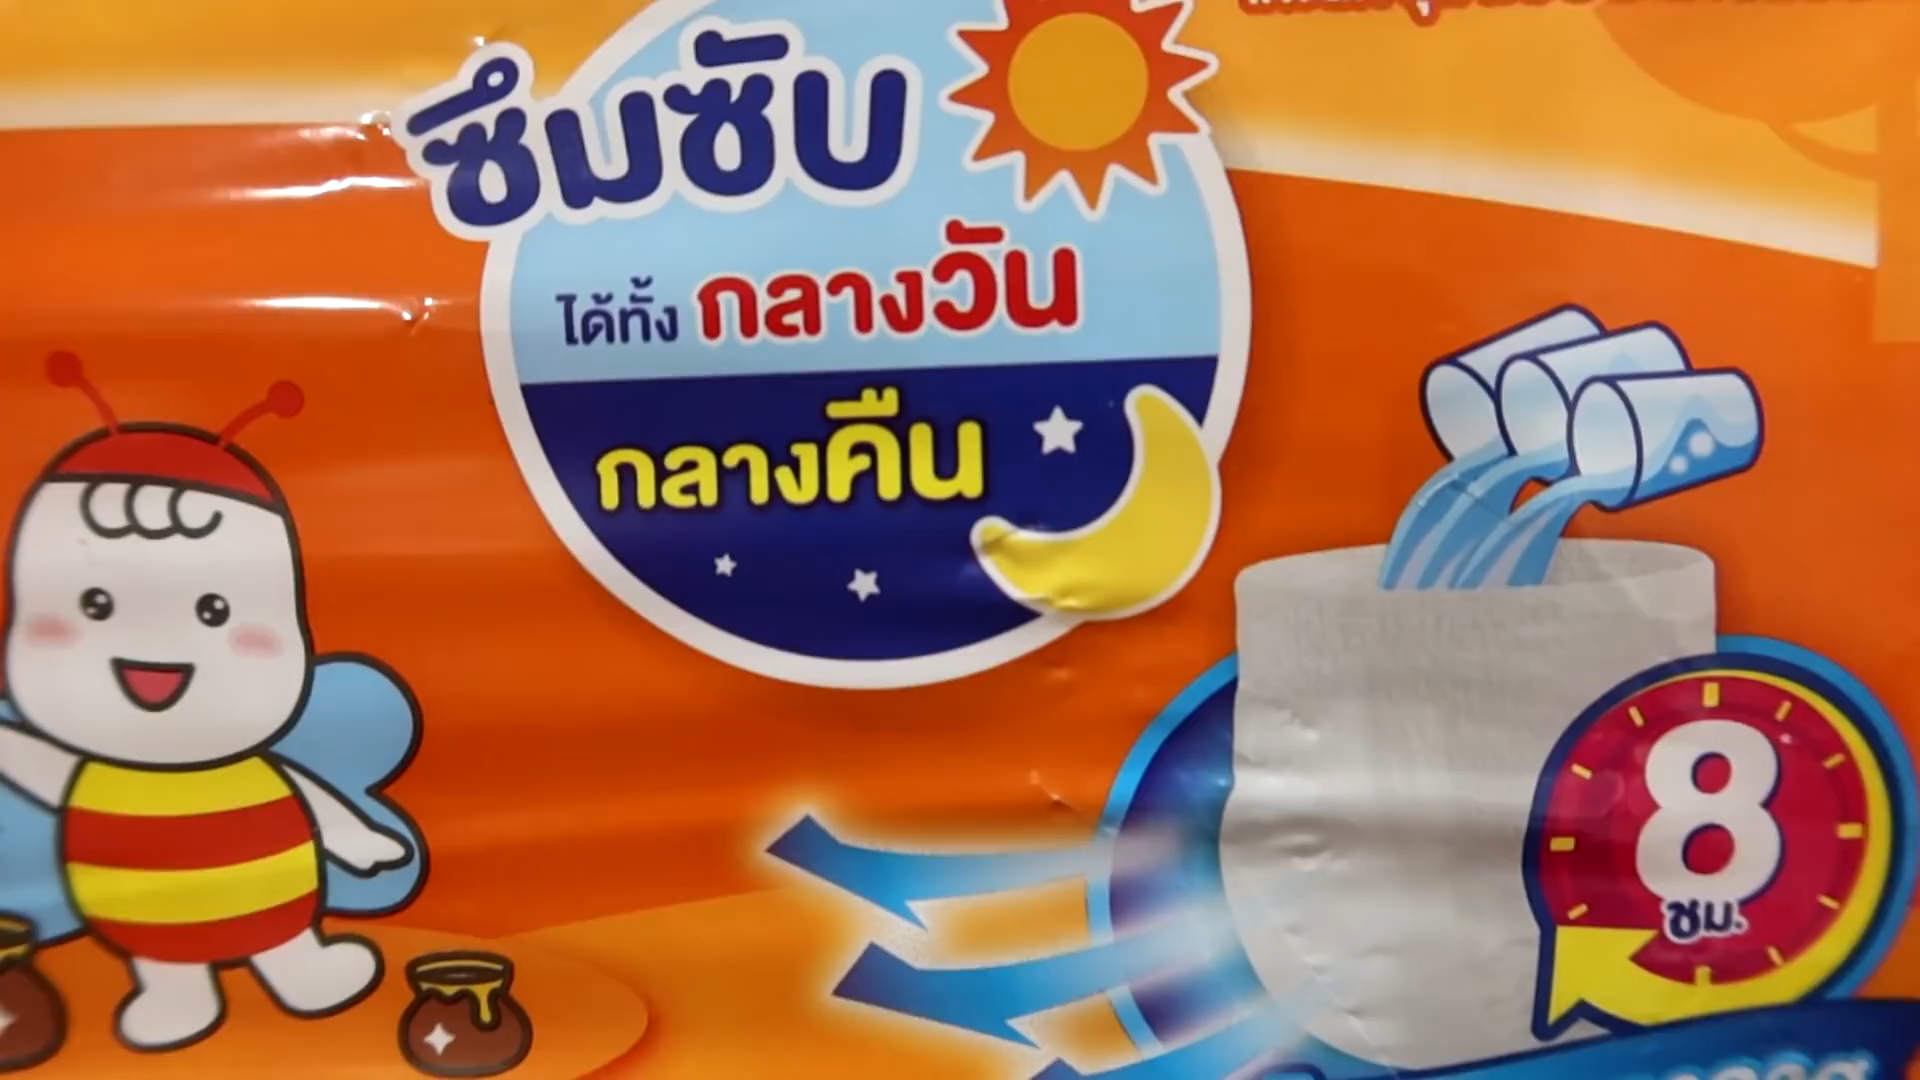 ซึมซับ
ได้ทั้ง กลางวัน
กลางคืน
8
ชม.